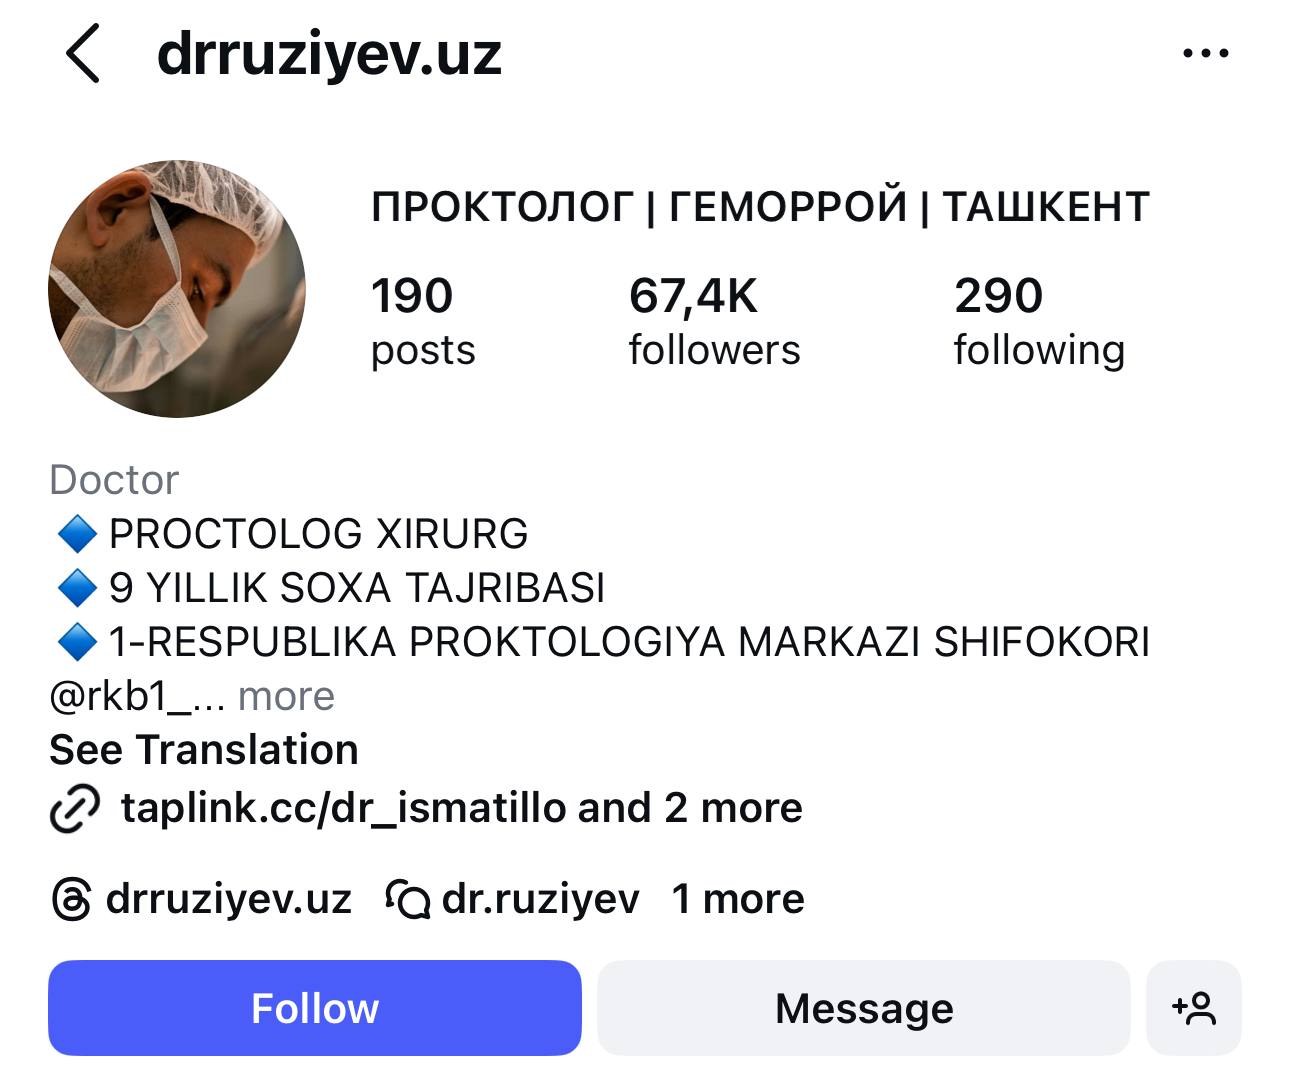 drruziyev.uz
ПРОКТОЛОГ | ГЕМОРРОЙ | ТАШКЕНТ
190 67,4K 290
posts followers following
Doctor
PROCTOLOG XIRURG
9 YILLIK SOXA TAJRIBASI
1-RESPUBLIKA PROKTOLOGIYA MARKAZI SHIFOKORI
@rkb1_... more
See Translation
taplink.cc/dr_ismatillo and 2 more
drruziyev.uz dr.ruziyev 1 more
Follow Message